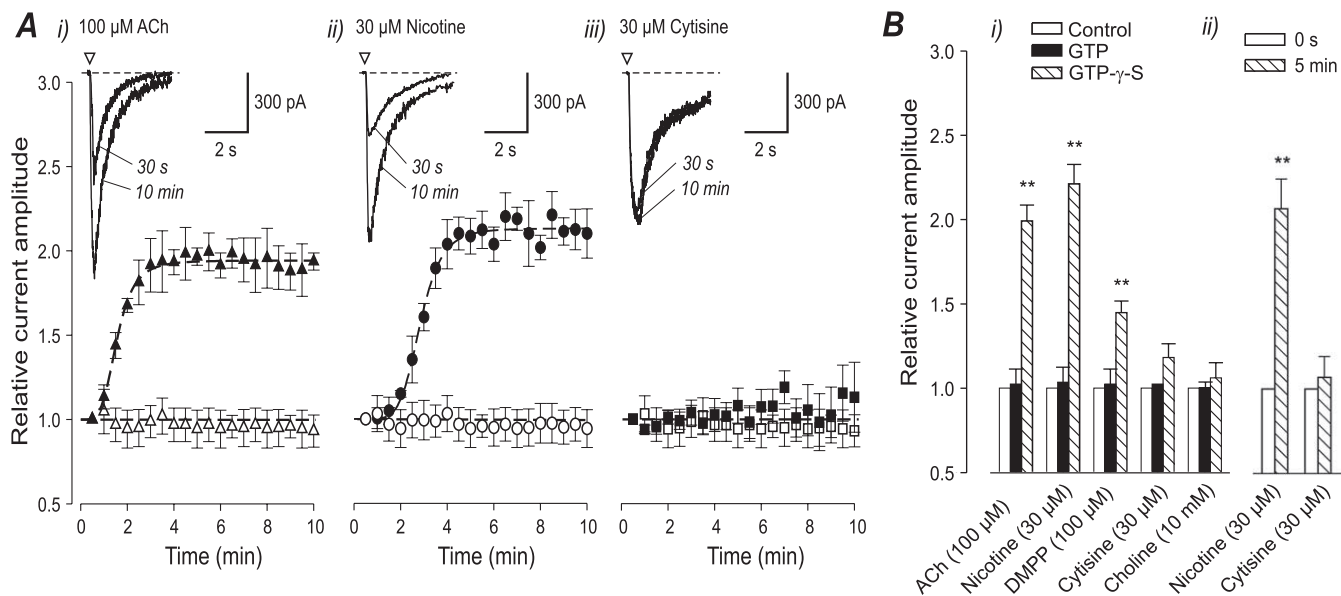 A
i) 100 µM ACh
ii) 30 µM Nicotine
iii) 30 µM Cytisine
300 pA
2 s
30 s
10 min
300 pA
2 s
30 s
10 min
300 pA
2 s
30 s
10 min
Relative current amplitude
3.0
2.5
2.0
1.5
1.0
0.5
0 2 4 6 8 10
Time (min)
0 2 4 6 8 10
Time (min)
0 2 4 6 8 10
Time (min)
B
i)
Control
GTP
GTP-γ-S
ii)
0 s
5 min
Relative current amplitude
3.0
2.5
2.0
1.5
1.0
0.5
**
**
**
**
ACh (100 µM)
Nicotine (30 µM)
DMPP (100 µM)
Cytisine (30 µM)
Choline (10 mM)
Nicotine (30 µM)
Cytisine (30 µM)